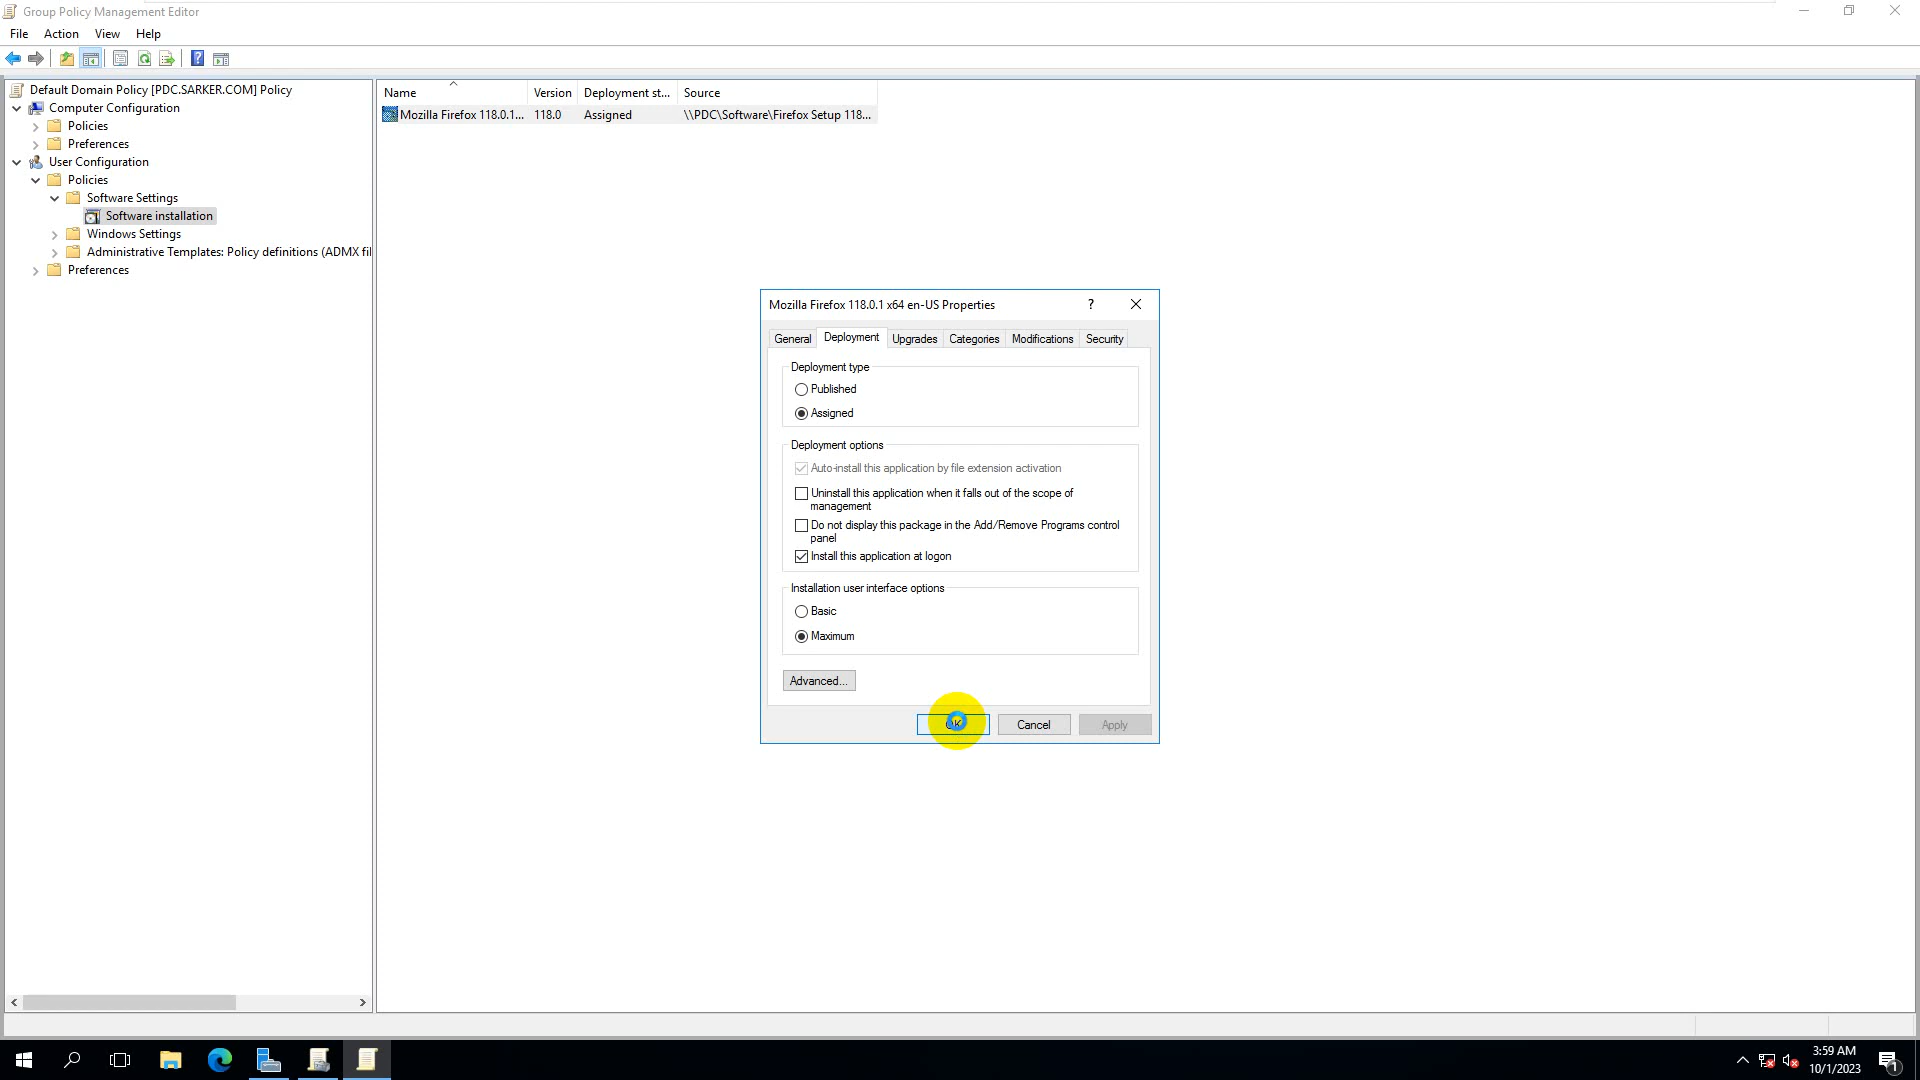 Group Policy Management Editor
File Action View Help
Default Domain Policy [PDC.SARKER.COM] Policy
Computer Configuration
Policies
Preferences
User Configuration
Policies
Software Settings
Software installation
Windows Settings
Administrative Templates: Policy definitions (ADMX fil
Preferences
Name Version Deployment st... Source
Mozilla Firefox 118.0.1... 118.0 Assigned \\PDC\Software\Firefox Setup 118...
Mozilla Firefox 118.0.1 x64 en-US Properties
General Deployment Upgrades Categories Modifications Security
Deployment type
Published
Assigned
Deployment options
Auto-install this application by file extension activation
Uninstall this application when it falls out of the scope of
management
Do not display this package in the Add/Remove Programs control
panel
Install this application at logon
Installation user interface options
Basic
Maximum
Advanced...
OK Cancel Apply
3:59 AM
10/1/2023
1